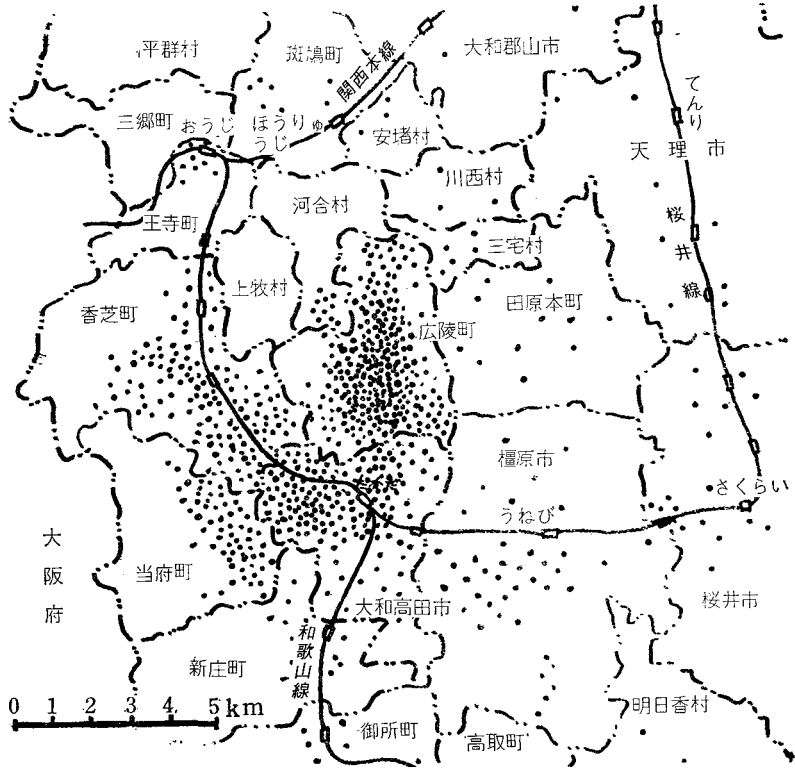 平群村
斑鳩町
関西本線
大和郡山市
三郷町
おうじ
ほうりゅ
うじ
安堵村
てんり
天理市
川西村
王寺町
河合村
桜井線
三宅村
上牧村
香芝町
田原本町
広陵町
橿原市
さくらい
うねび
大阪府
当府町
大和高田市
桜井市
和歌山線
新庄町
0 1 2 3 4 5 km
御所町
高取町
明日香村